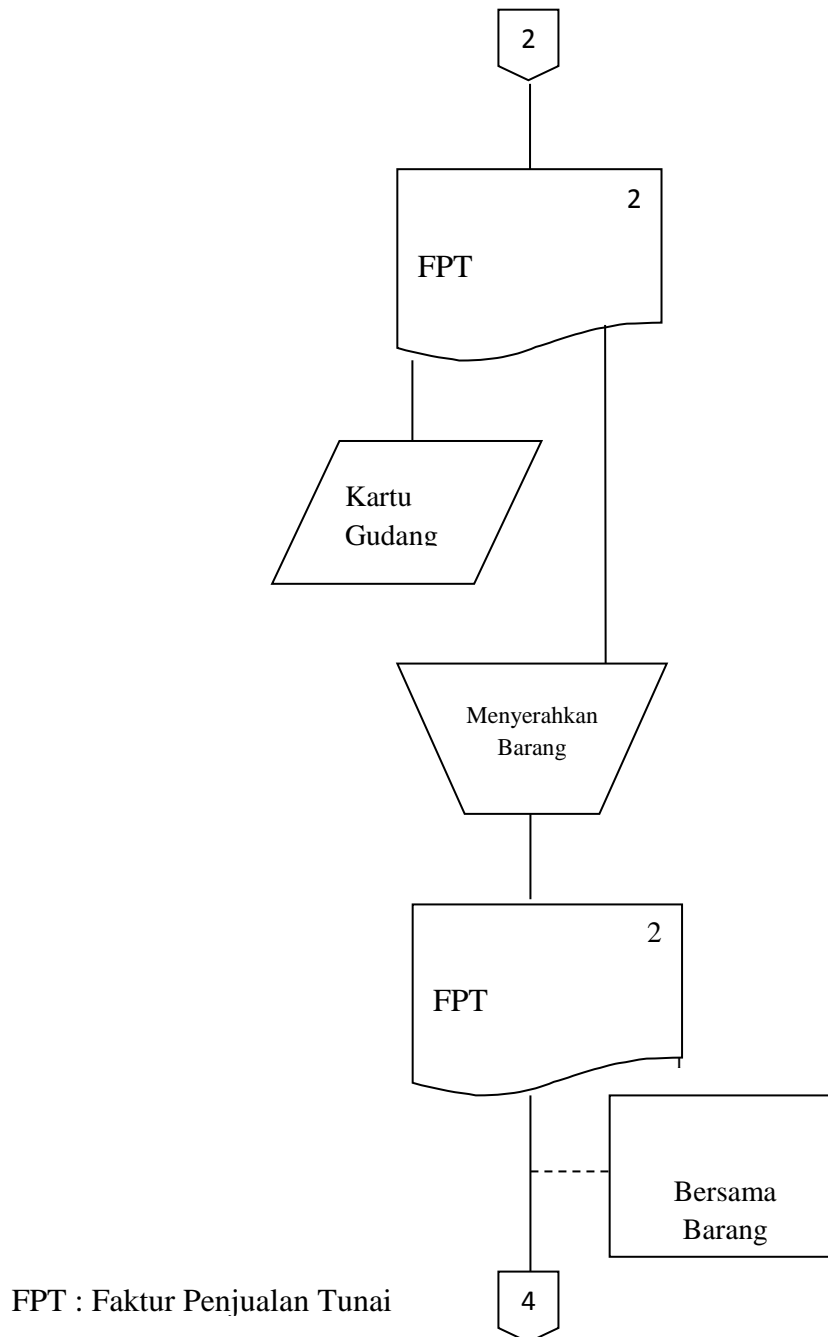 2
2
FPT
Kartu
Gudang
Menyerahkan
Barang
2
FPT
Bersama
Barang
FPT : Faktur Penjualan Tunai
4